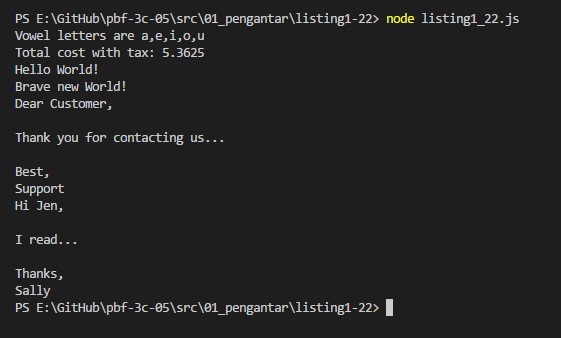 PS E:\GitHub\pbf-3c-05\src\01_pengantar\listing1-22> node listing1_22.js
Vowel letters are a,e,i,o,u
Total cost with tax: 5.3625
Hello World!
Brave new World!
Dear Customer,
Thank you for contacting us...
Best,
Support
Hi Jen,
I read...
Thanks,
Sally
PS E:\GitHub\pbf-3c-05\src\01_pengantar\listing1-22>